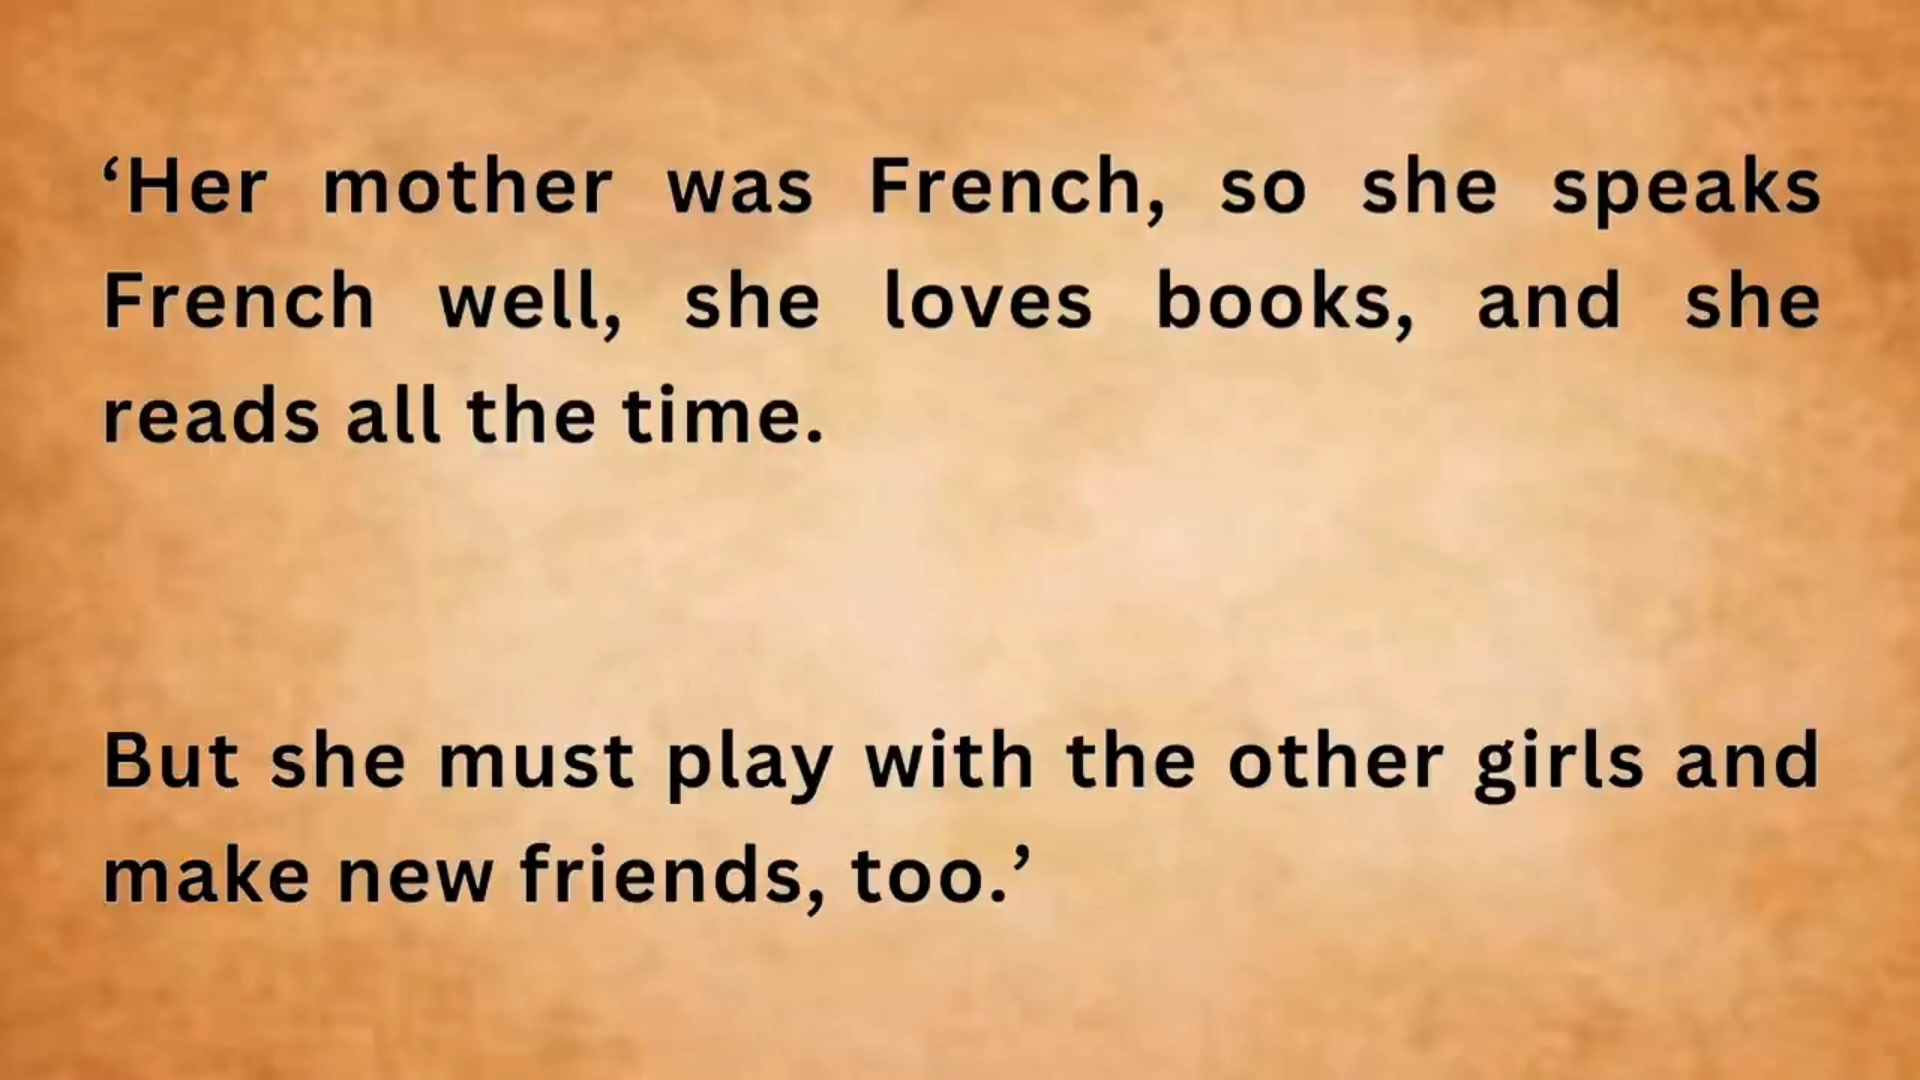 ‘Her mother was French, so she speaks
French well, she loves books, and she
reads all the time.
But she must play with the other girls and
make new friends, too.’